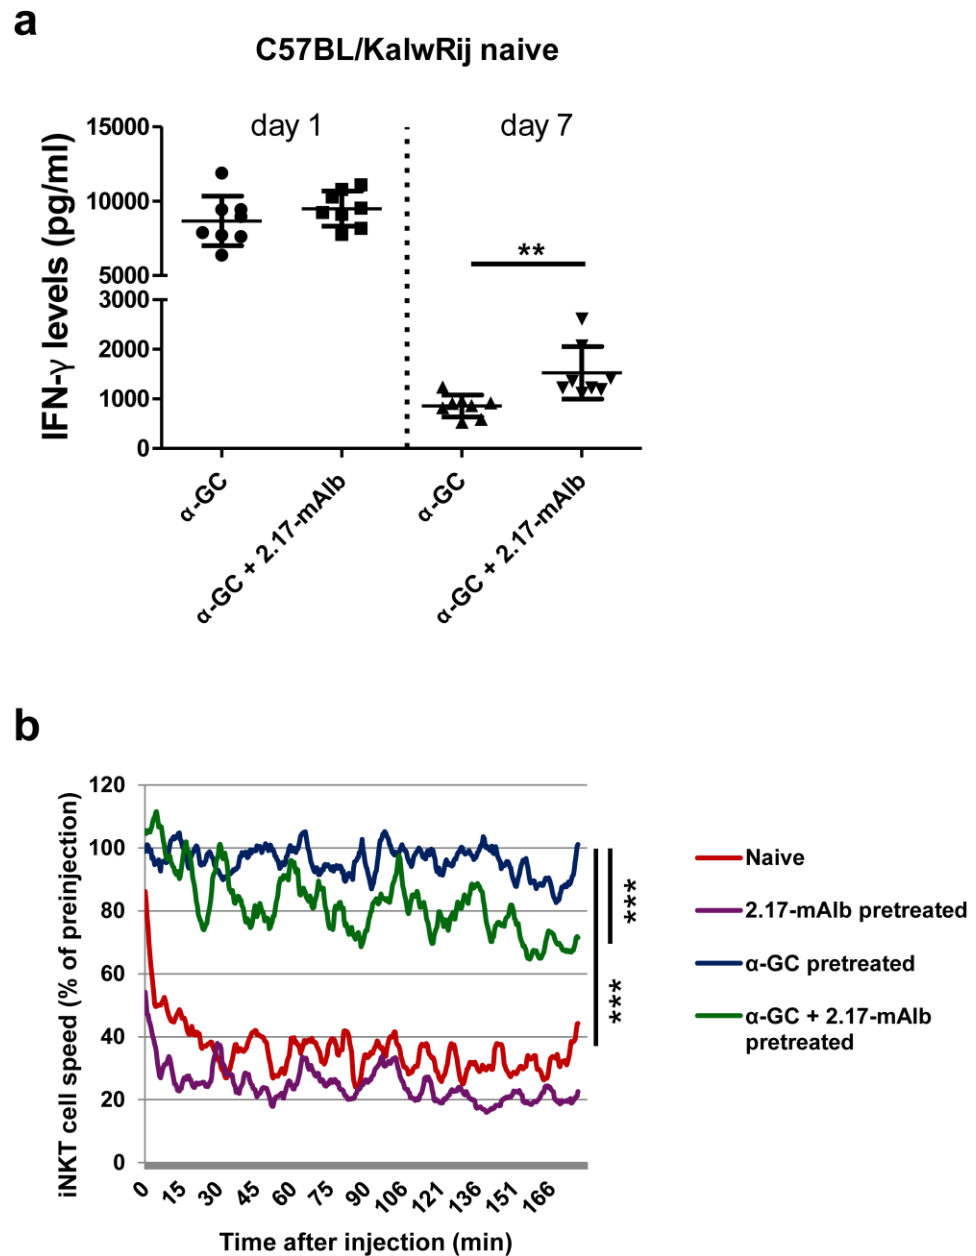 a
C57BL/KalwRij naive
day 1
day 7
IFN-γ levels (pg/ml)
15000
10000
5000
3000
2000
1000
0
**
α-GC
α-GC + 2.17-mAlb
α-GC
α-GC + 2.17-mAlb
b
iNKT cell speed (% of preinjection)
120
100
80
60
40
20
0
0 15 30 45 60 75 90 106 121 136 151 166
Time after injection (min)
***
***
Naive
2.17-mAlb pretreated
α-GC pretreated
α-GC + 2.17-mAlb
pretreated